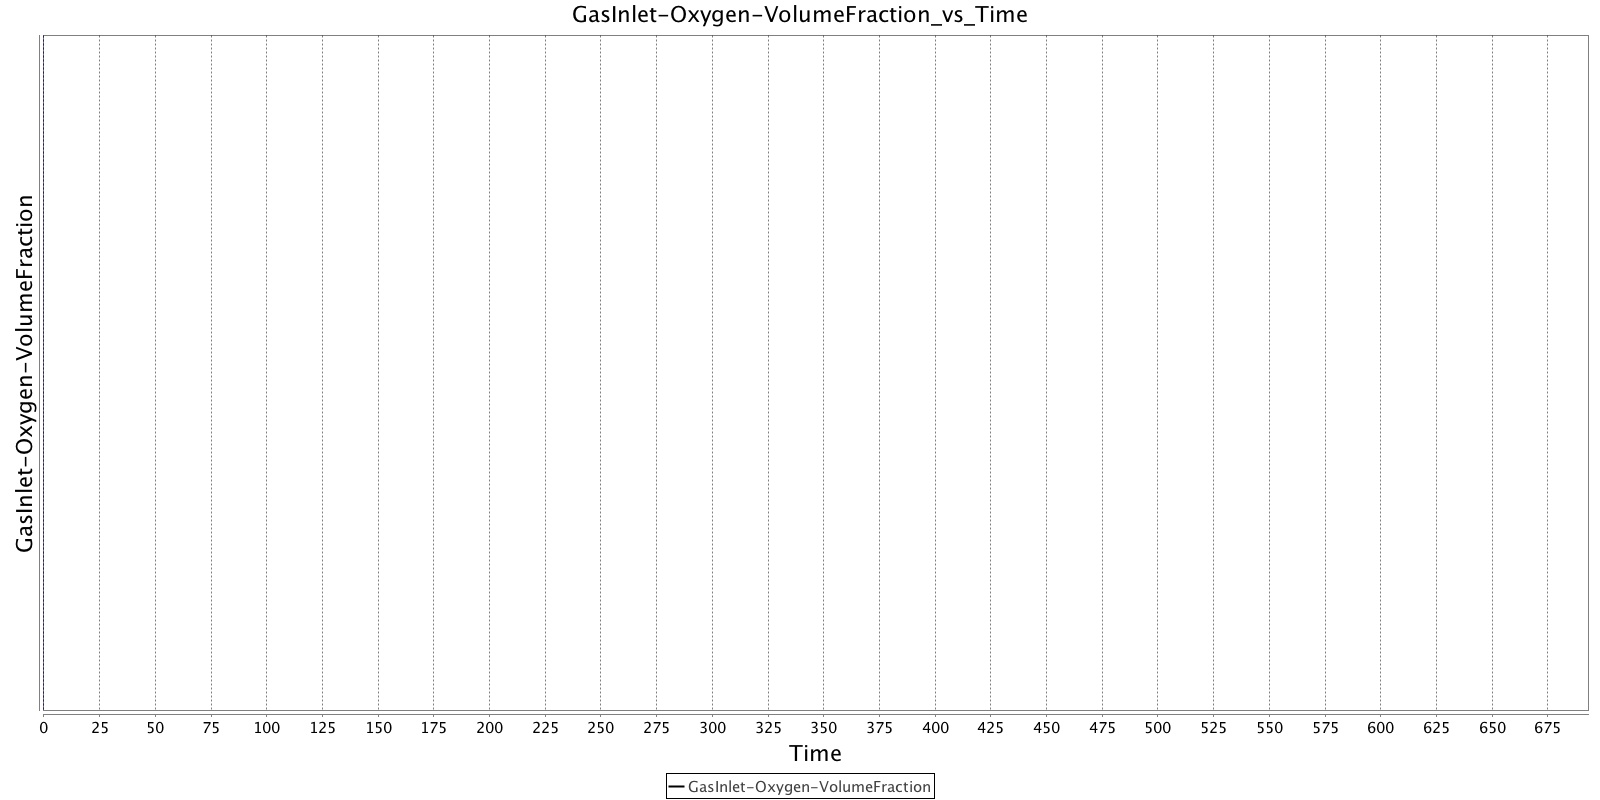 GasInlet-Oxygen-VolumeFraction_vs_Time
GasInlet-Oxygen-VolumeFraction
0 25 50 75 100 125 150 175 200 225 250 275 300 325 350 375 400 425 450 475 500 525 550 575 600 625 650 675
Time
GasInlet-Oxygen-VolumeFraction